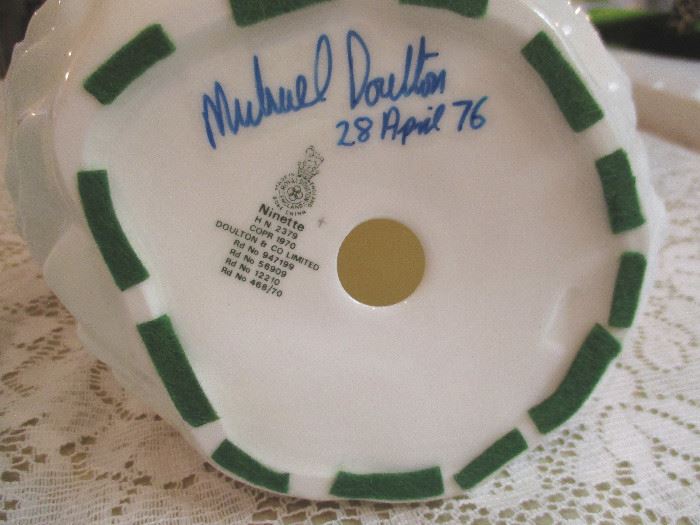 Michael Doulton
28 April 76
Ninette
H N 2379
COPR 1970
DOULTON & CO LIMITED
Rd No 947199
Rd No 58909
Rd No 12210
Rd No 468/70